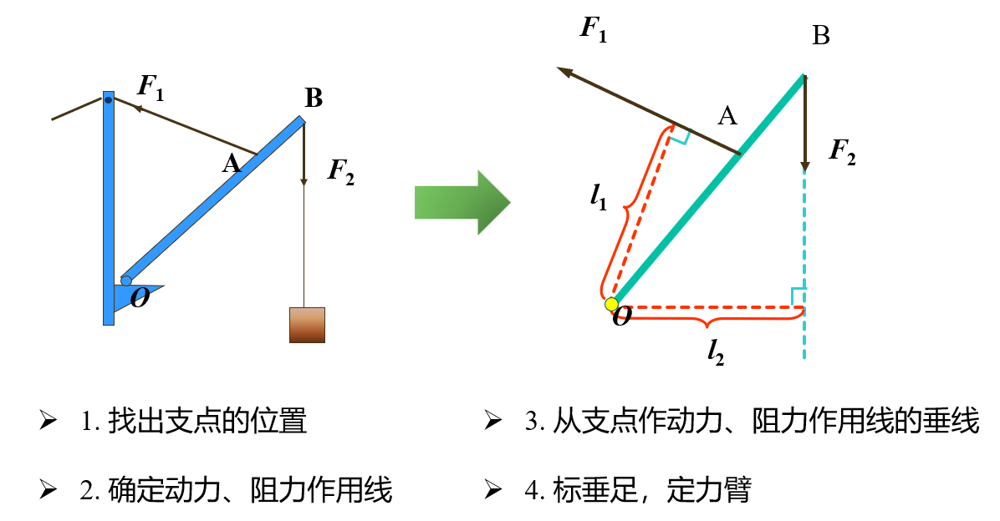 F₁
B
A
F₂
O
F₁
B
A
F₂
l₁
O
l₂
➢ 1. 找出支点的位置
➢ 2. 确定动力、阻力作用线
➢ 3. 从支点作动力、阻力作用线的垂线
➢ 4. 标垂足，定力臂